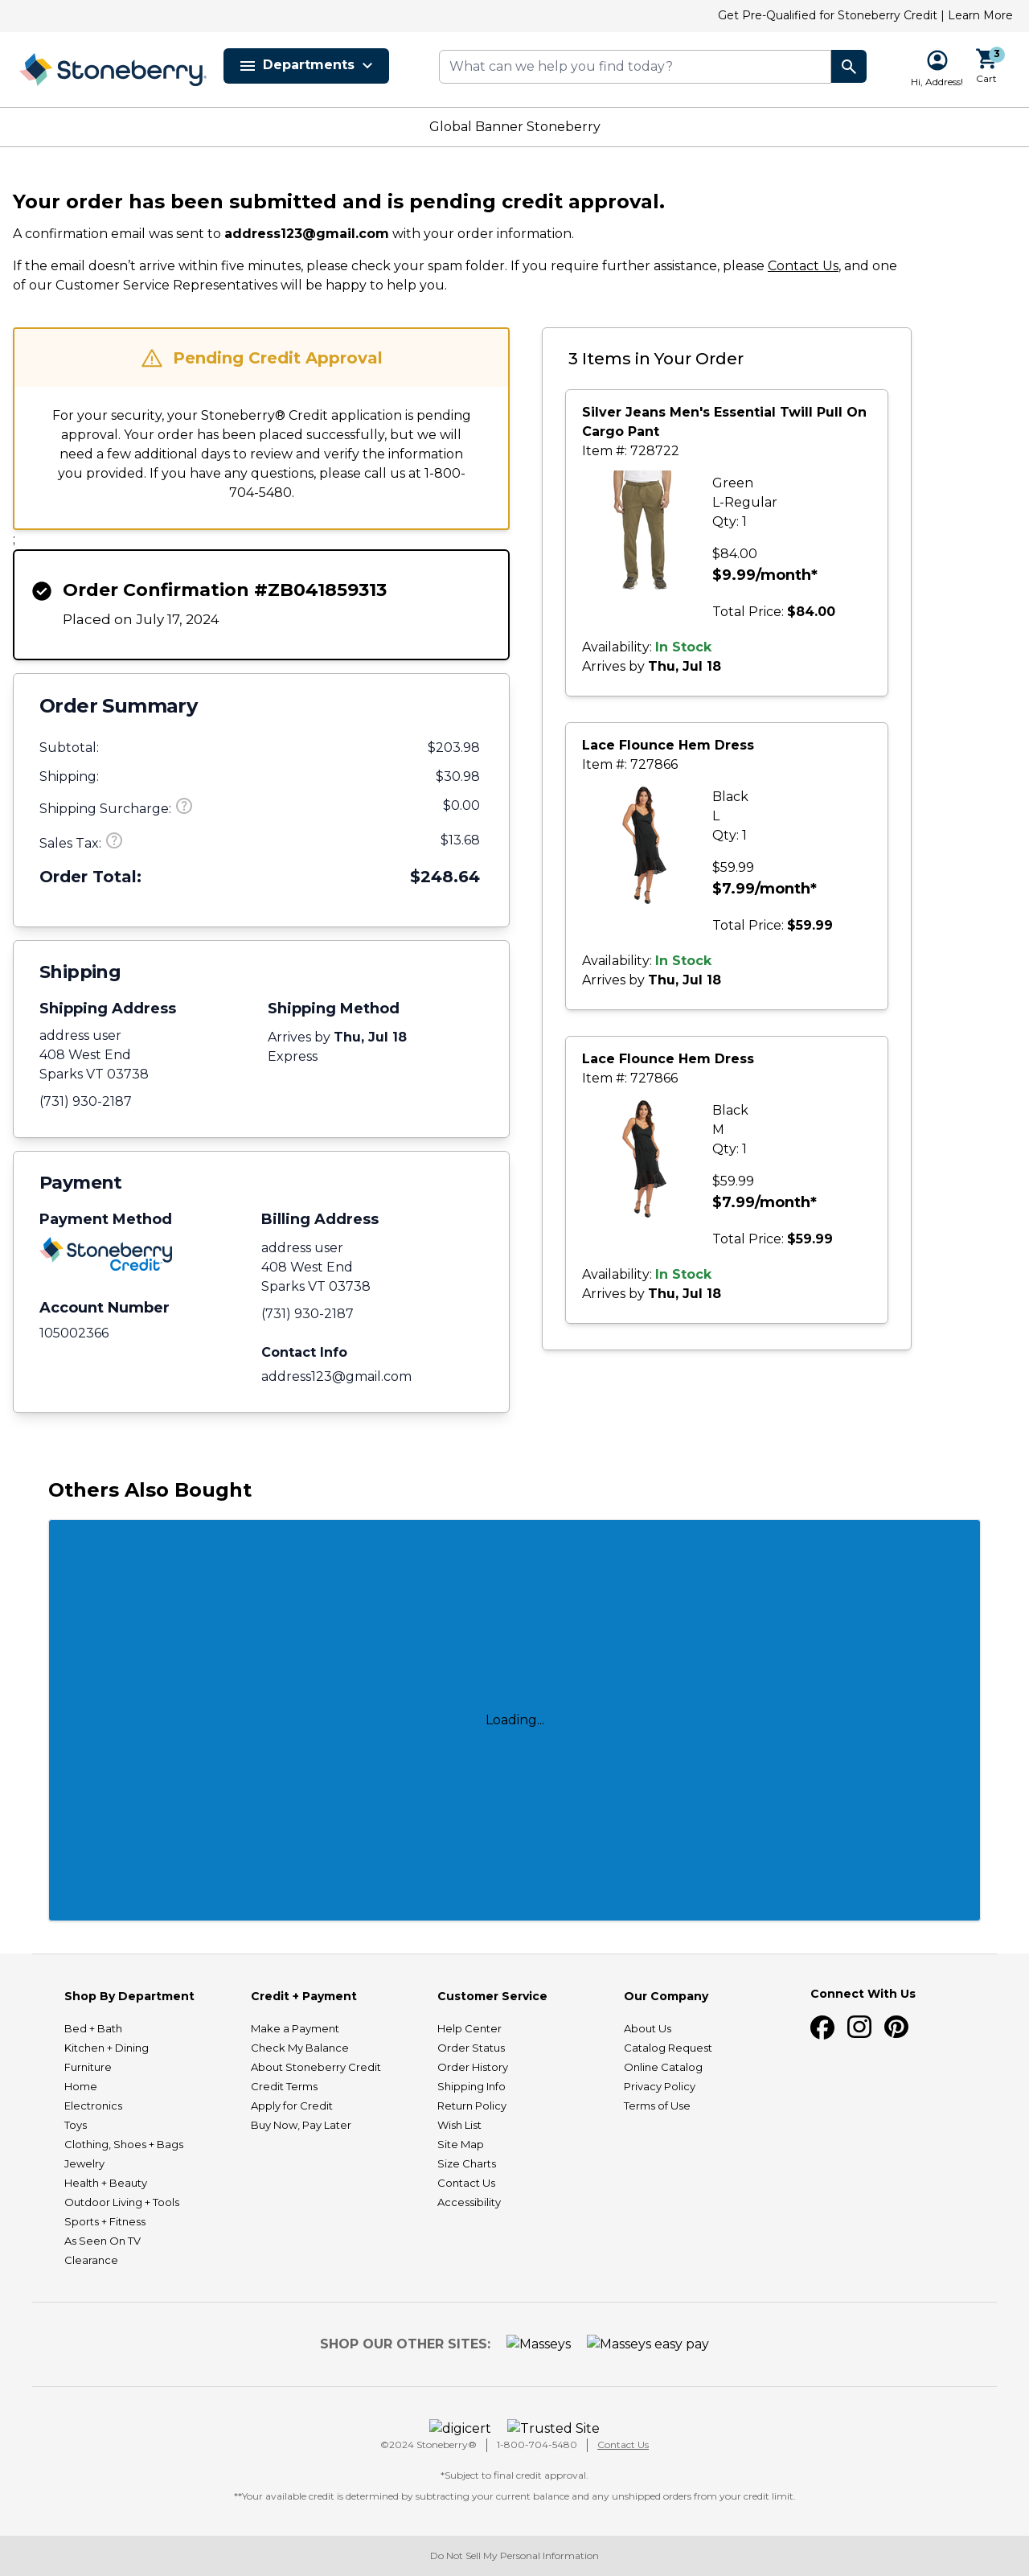 Get Pre-Qualified for Stoneberry Credit | Learn More
Stoneberry
Departments
What can we help you find today?
Hi, Address!
3
Cart
Global Banner Stoneberry
Your order has been submitted and is pending credit approval.
A confirmation email was sent to address123@gmail.com with your order information.
If the email doesn’t arrive within five minutes, please check your spam folder. If you require further assistance, please Contact Us, and one
of our Customer Service Representatives will be happy to help you.
Pending Credit Approval
For your security, your Stoneberry® Credit application is pending
approval. Your order has been placed successfully, but we will
need a few additional days to review and verify the information
you provided. If you have any questions, please call us at 1-800-
704-5480.
;
Order Confirmation #ZB041859313
Placed on July 17, 2024
Order Summary
Subtotal: $203.98
Shipping: $30.98
Shipping Surcharge: $0.00
Sales Tax: $13.68
Order Total: $248.64
Shipping
Shipping Address
address user
408 West End
Sparks VT 03738
(731) 930-2187
Shipping Method
Arrives by Thu, Jul 18
Express
Payment
Payment Method
Stoneberry
Credit
Account Number
105002366
Billing Address
address user
408 West End
Sparks VT 03738
(731) 930-2187
Contact Info
address123@gmail.com
3 Items in Your Order
Silver Jeans Men's Essential Twill Pull On
Cargo Pant
Item #: 728722
Green
L-Regular
Qty: 1
$84.00
$9.99/month*
Total Price: $84.00
Availability: In Stock
Arrives by Thu, Jul 18
Lace Flounce Hem Dress
Item #: 727866
Black
L
Qty: 1
$59.99
$7.99/month*
Total Price: $59.99
Availability: In Stock
Arrives by Thu, Jul 18
Lace Flounce Hem Dress
Item #: 727866
Black
M
Qty: 1
$59.99
$7.99/month*
Total Price: $59.99
Availability: In Stock
Arrives by Thu, Jul 18
Others Also Bought
Loading...
Shop By Department
Bed + Bath
Kitchen + Dining
Furniture
Home
Electronics
Toys
Clothing, Shoes + Bags
Jewelry
Health + Beauty
Outdoor Living + Tools
Sports + Fitness
As Seen On TV
Clearance
Credit + Payment
Make a Payment
Check My Balance
About Stoneberry Credit
Credit Terms
Apply for Credit
Buy Now, Pay Later
Customer Service
Help Center
Order Status
Order History
Shipping Info
Return Policy
Wish List
Site Map
Size Charts
Contact Us
Accessibility
Our Company
About Us
Catalog Request
Online Catalog
Privacy Policy
Terms of Use
Connect With Us
SHOP OUR OTHER SITES: Masseys Masseys easy pay
digicert Trusted Site
©2024 Stoneberry® 1-800-704-5480 Contact Us
*Subject to final credit approval.
**Your available credit is determined by subtracting your current balance and any unshipped orders from your credit limit.
Do Not Sell My Personal Information